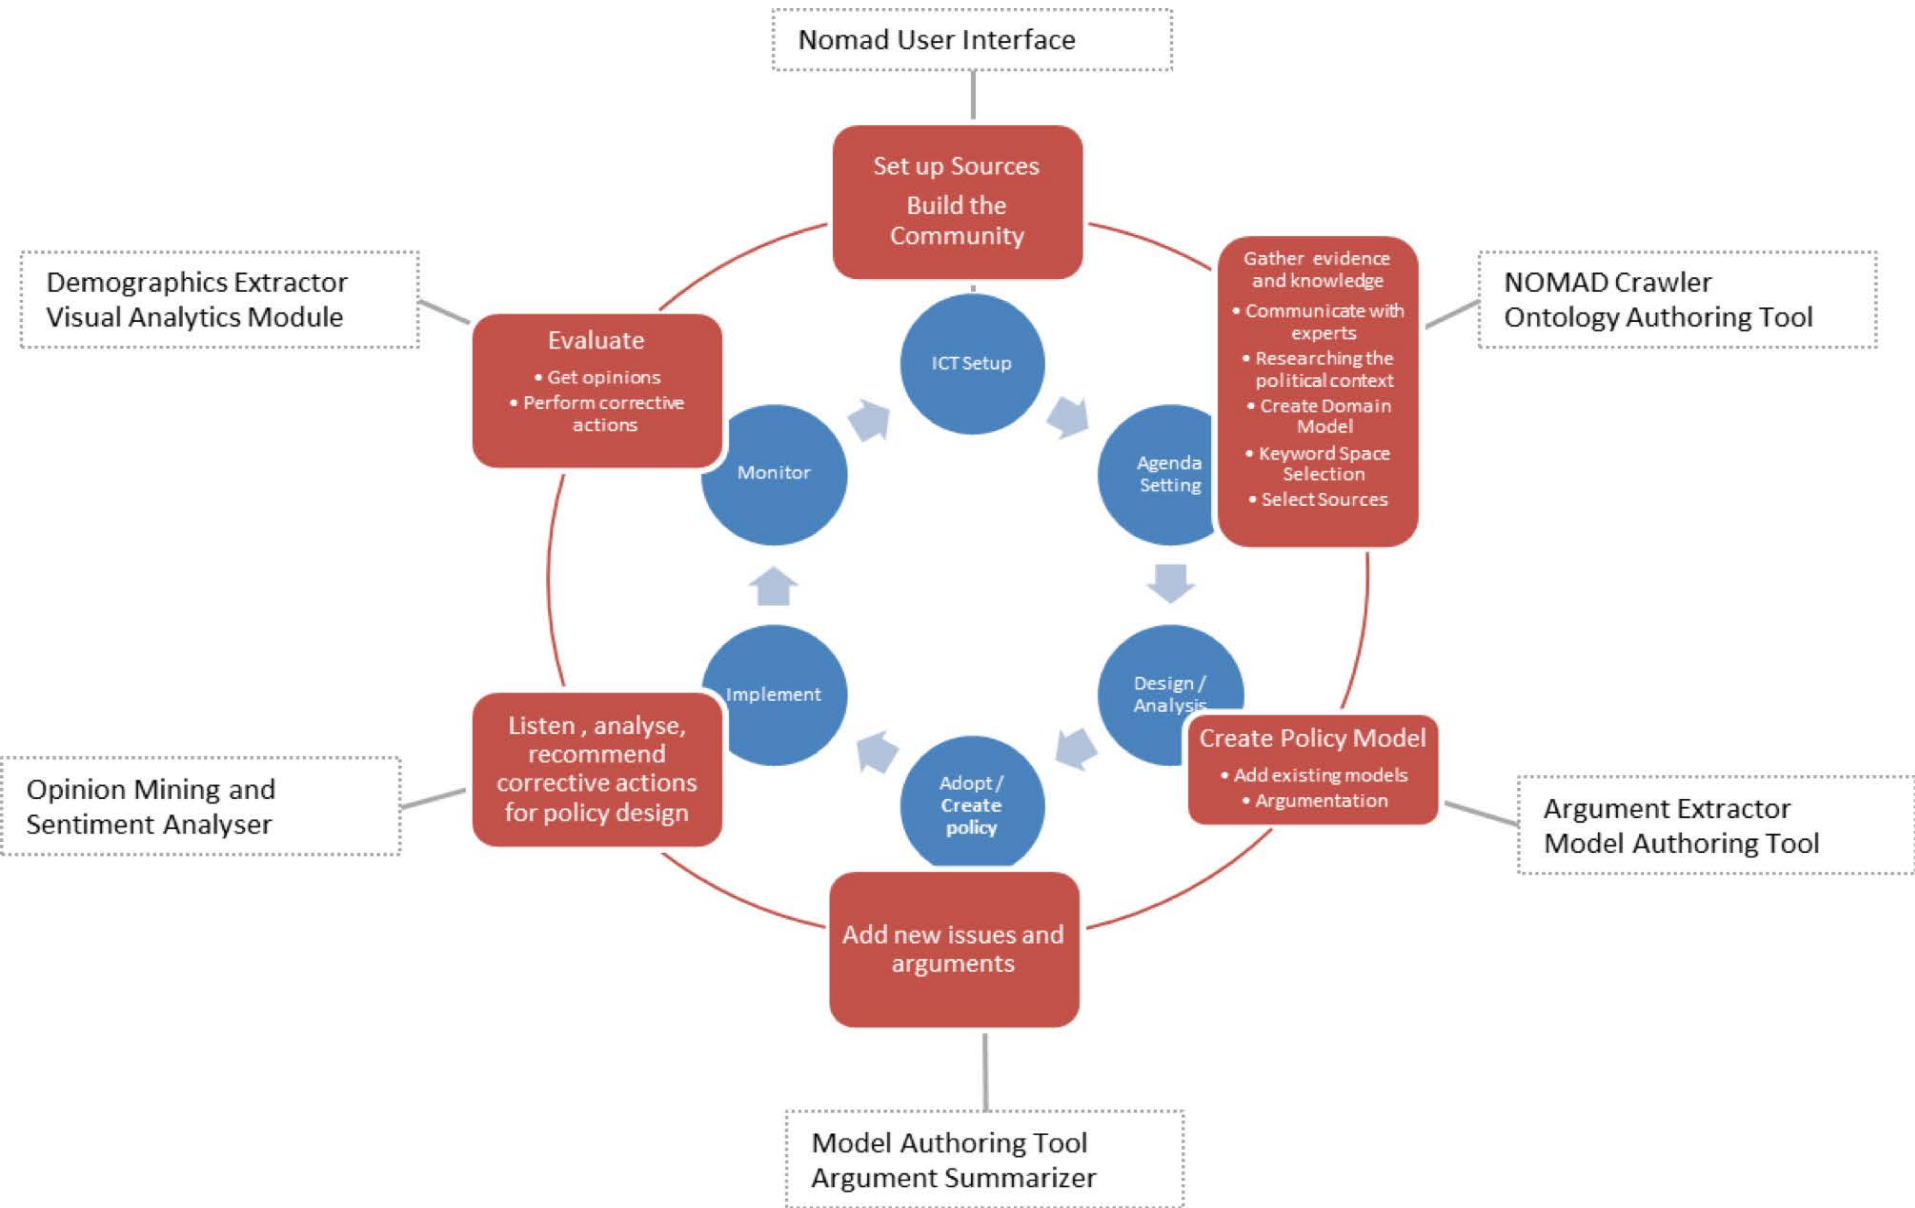 Nomad User Interface
Set up Sources
Build the
Community
Demographics Extractor
Visual Analytics Module
Evaluate
• Get opinions
• Perform corrective
actions
Gather evidence
and knowledge
• Communicate with
experts
• Researching the
political context
• Create Domain
Model
• Keyword Space
Selection
• Select Sources
NOMAD Crawler
Ontology Authoring Tool
ICT Setup
Monitor
Agenda
Setting
Implement
Design /
Analysis
Adopt /
Create
policy
Listen , analyse,
recommend
corrective actions
for policy design
Create Policy Model
• Add existing models
• Argumentation
Opinion Mining and
Sentiment Analyser
Argument Extractor
Model Authoring Tool
Add new issues and
arguments
Model Authoring Tool
Argument Summarizer